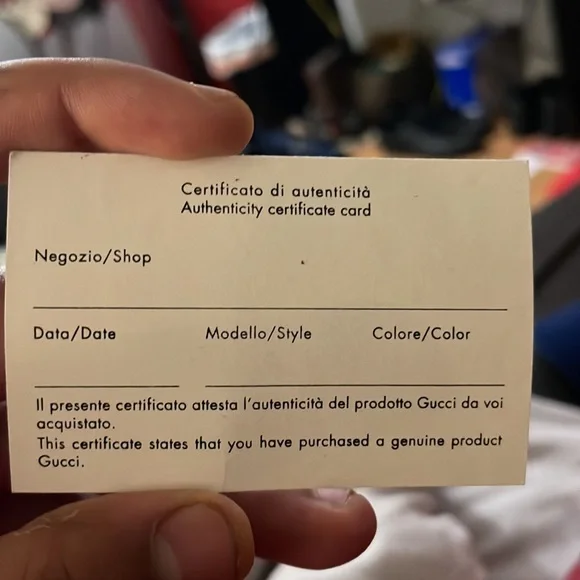 Certificato di autenticità
Authenticity certificate card
Negozio/Shop
Data/Date Modello/Style Colore/Color
Il presente certificato attesta l'autenticità del prodotto Gucci da voi
acquistato.
This certificate states that you have purchased a genuine product
Gucci.